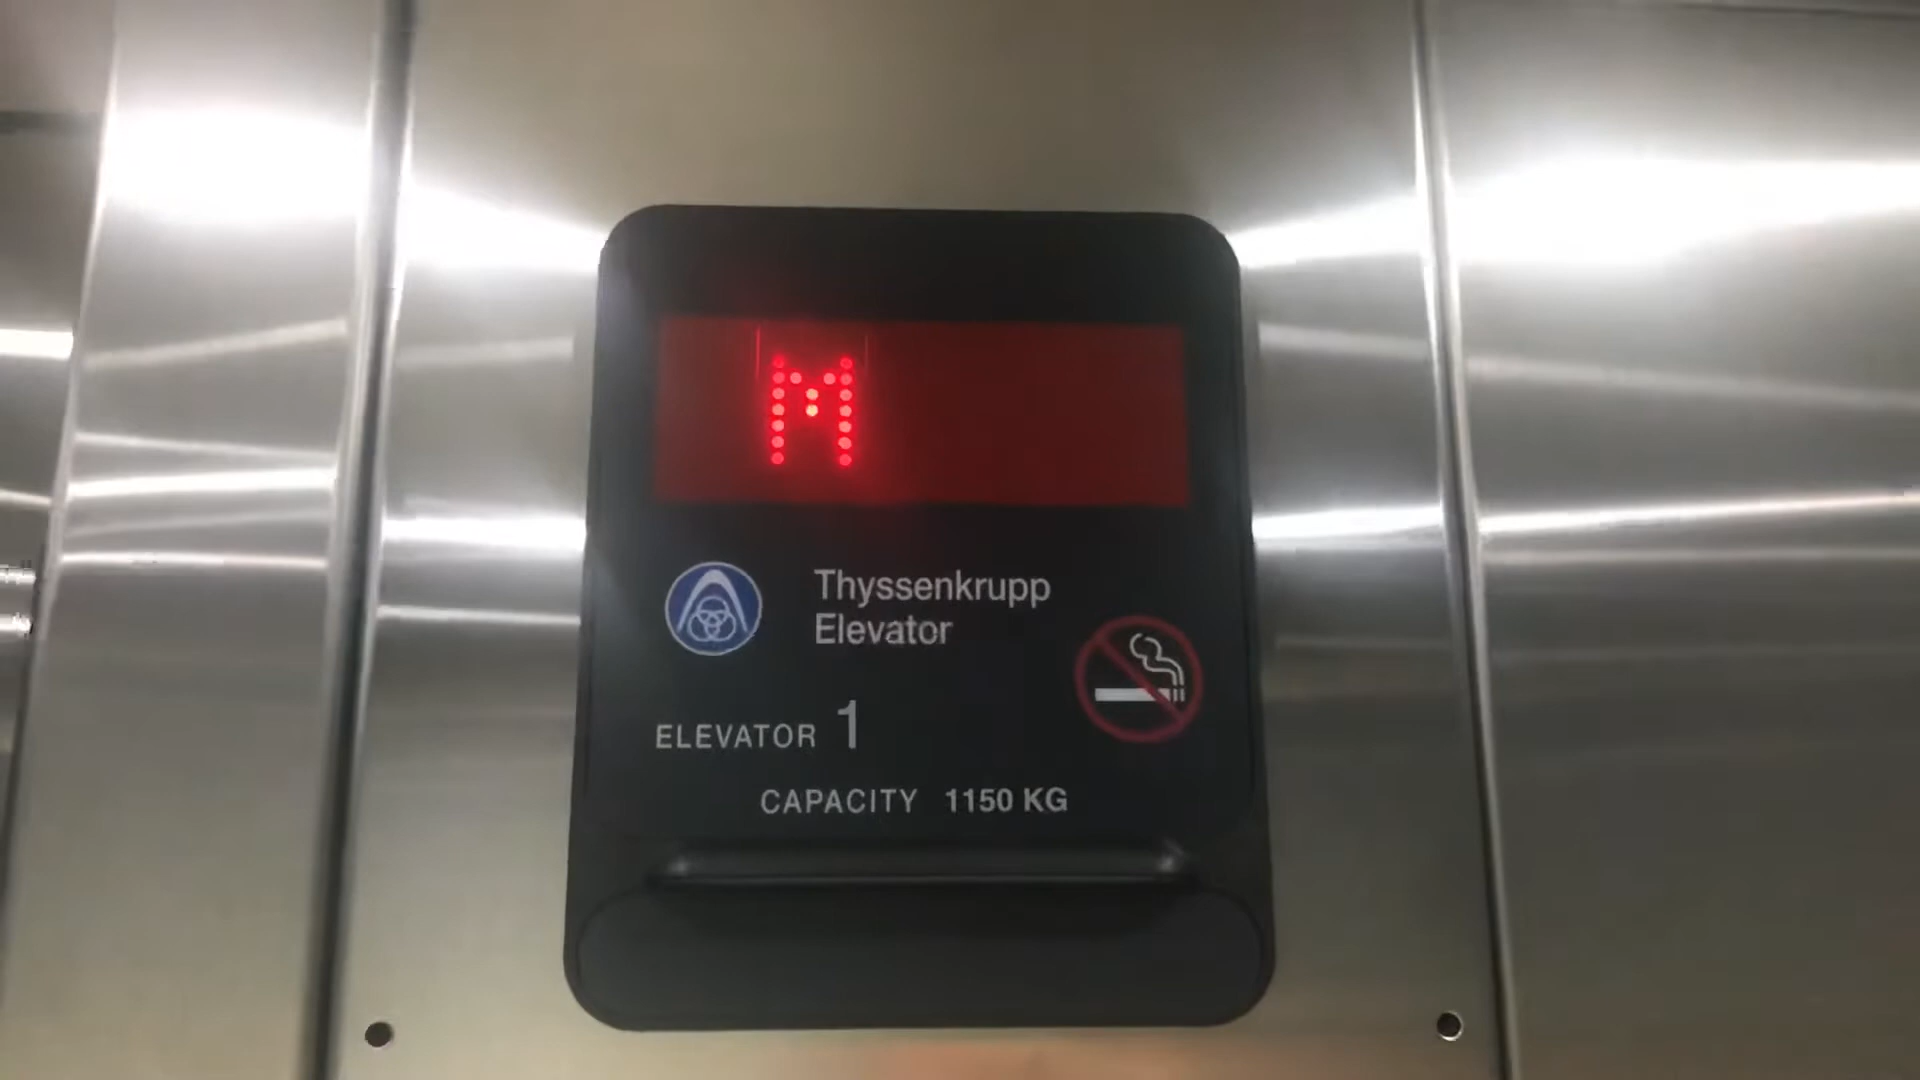 M
Thyssenkrupp
Elevator
ELEVATOR 1
CAPACITY 1150 KG